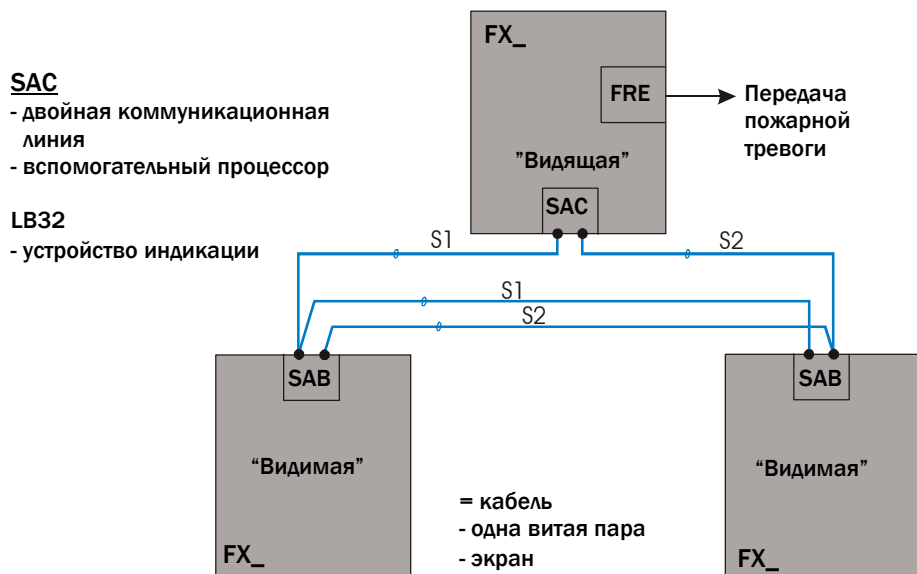 FX_
SAC
- двойная коммуникационная
линия
- вспомогательный процессор
LB32
- устройство индикации
FRE
Передача
пожарной
тревоги
"Видящая"
SAC
S1
S2
S1
S2
SAB
SAB
“Видимая”
“Видимая”
= кабель
- одна витая пара
- экран
FX_
FX_